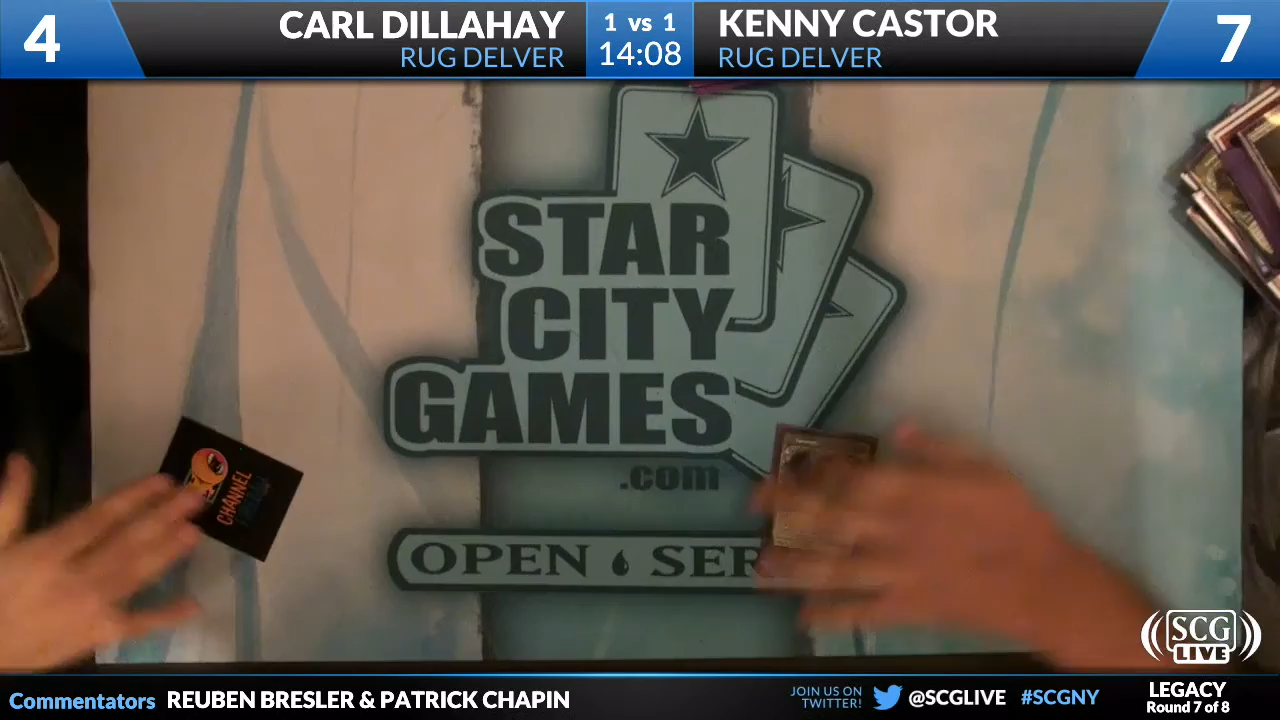 4
CARL DILLAHAY
RUG DELVER
1 vs 1
14:08
KENNY CASTOR
RUG DELVER
7
STAR
CITY
GAMES
.com
OPEN SER
CHANNEL
SCG
LIVE
Commentators REUBEN BRESLER & PATRICK CHAPIN
JOIN US ON
TWITTER!
@SCGLIVE #SCGNY
LEGACY
Round 7 of 8